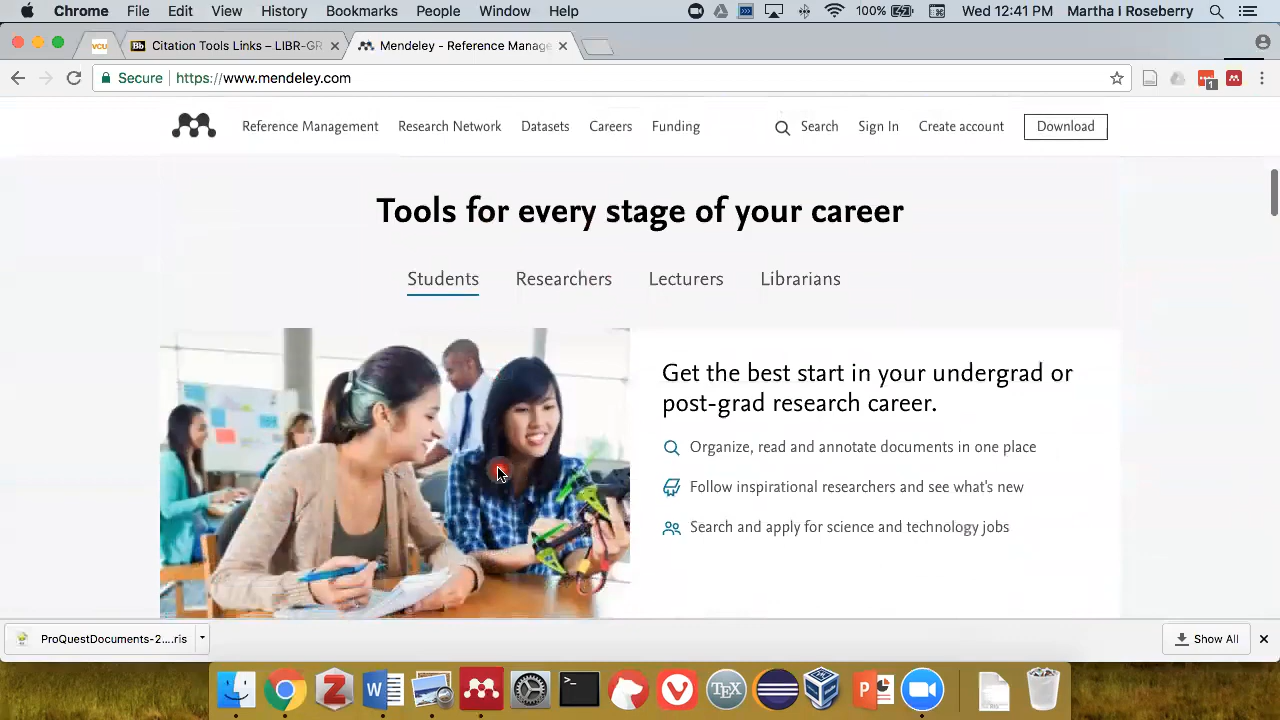 Chrome File Edit View History Bookmarks People Window Help 100% Wed 12:41 PM Martha I Roseberry
VCU Bb Citation Tools Links – LIBR-GR Mendeley - Reference Manage
Secure https://www.mendeley.com 1
Reference Management Research Network Datasets Careers Funding Search Sign In Create account Download
Tools for every stage of your career
Students Researchers Lecturers Librarians
Get the best start in your undergrad or
post-grad research career.
Organize, read and annotate documents in one place
Follow inspirational researchers and see what's new
Search and apply for science and technology jobs
ProQuestDocuments-2....ris Show All
Z W >_ V TEX P